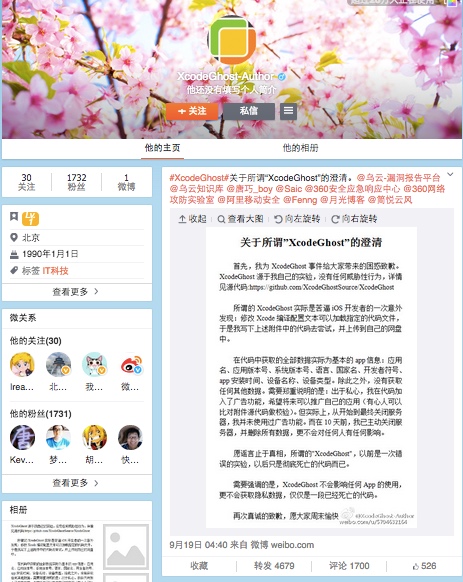 XcodeGhost-Author
他还没有填写个人简介
+ 关注
私信
他的主页
他的相册
30
关注
1732
粉丝
1
微博
北京
1990年1月1日
标签 IT科技
查看更多 >
微关系
他的关注(30)
Irea...
北...
我...
微...
他的粉丝(1731)
Kev...
梦...
胡...
快...
查看更多 >
相册
#XcodeGhost#关于所谓“XcodeGhost”的澄清。@乌云-漏洞报告平台
@乌云知识库 @唐巧_boy @Saic @360安全应急响应中心 @360网络
攻防实验室 @阿里移动安全 @Fenng @月光博客 @简悦云风
收起
查看大图
向左旋转
向右旋转
关于所谓”XcodeGhost”的澄清
首先，我为 XcodeGhost 事件给大家带来的困惑致歉。
XcodeGhost 源于我自己的实验，没有任何威胁性行为，详情
见源代码:https://github.com/XcodeGhostSource/XcodeGhost
所谓的 XcodeGhost 实际是苦逼 iOS 开发者的一次意外
发现：修改 Xcode 编译配置文本可以加载指定的代码文件，
于是我写下上述附件中的代码去尝试，并上传到自己的网盘
中。
在代码中获取的全部数据实际为基本的 app 信息：应用
名、应用版本号、系统版本号、语言、国家名、开发者符号、
app 安装时间、设备名称、设备类型。除此之外，没有获取
任何其他数据。需要郑重说明的是：出于私心，我在代码加
入了广告功能，希望将来可以推广自己的应用（有心人可以
比对附件源代码做校验）。但实际上，从开始到最终关闭服务
器，我并未使用过广告功能。而在 10 天前，我已主动关闭服务
器，并删除所有数据，更不会对任何人有任何影响。
愿谣言止于真相，所谓的"XcodeGhost"，以前是一次错
误的实验，以后只是彻底死亡的代码而已。
需要强调的是，XcodeGhost 不会影响任何 App 的使用，
更不会获取隐私数据，仅仅是一段已经死亡的代码。
再次真诚的致歉，愿大家周末愉快
@XcodeGhost-Author
weibo.com/u/5704632164
9月19日 04:40 来自 微博 weibo.com
收藏
转发 4679
评论 1700
526